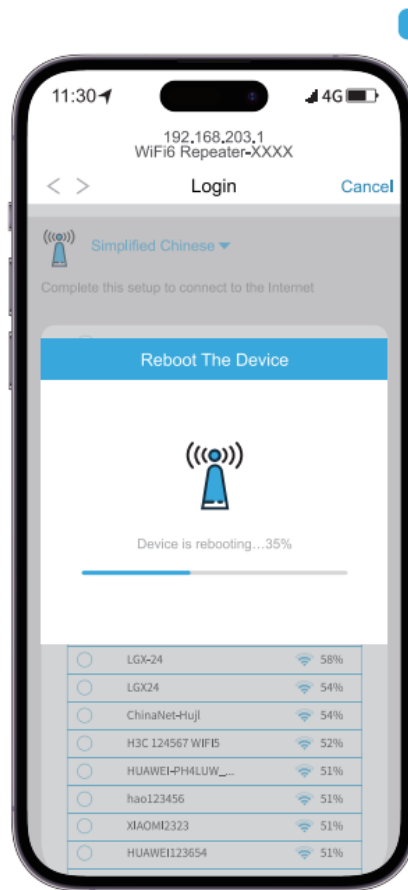 11:30
4G
192.168.203.1
WiFi6 Repeater-XXXX
< > Login Cancel
Simplified Chinese
Complete this setup to connect to the Internet
Reboot The Device
Device is rebooting...35%
LGX-24 58%
LGX24 54%
ChinaNet-Hujl 54%
H3C 124567 WIFI5 52%
HUAWEI-PH4LUW_... 51%
hao123456 51%
XIAOMI2323 51%
HUAWEI123654 51%